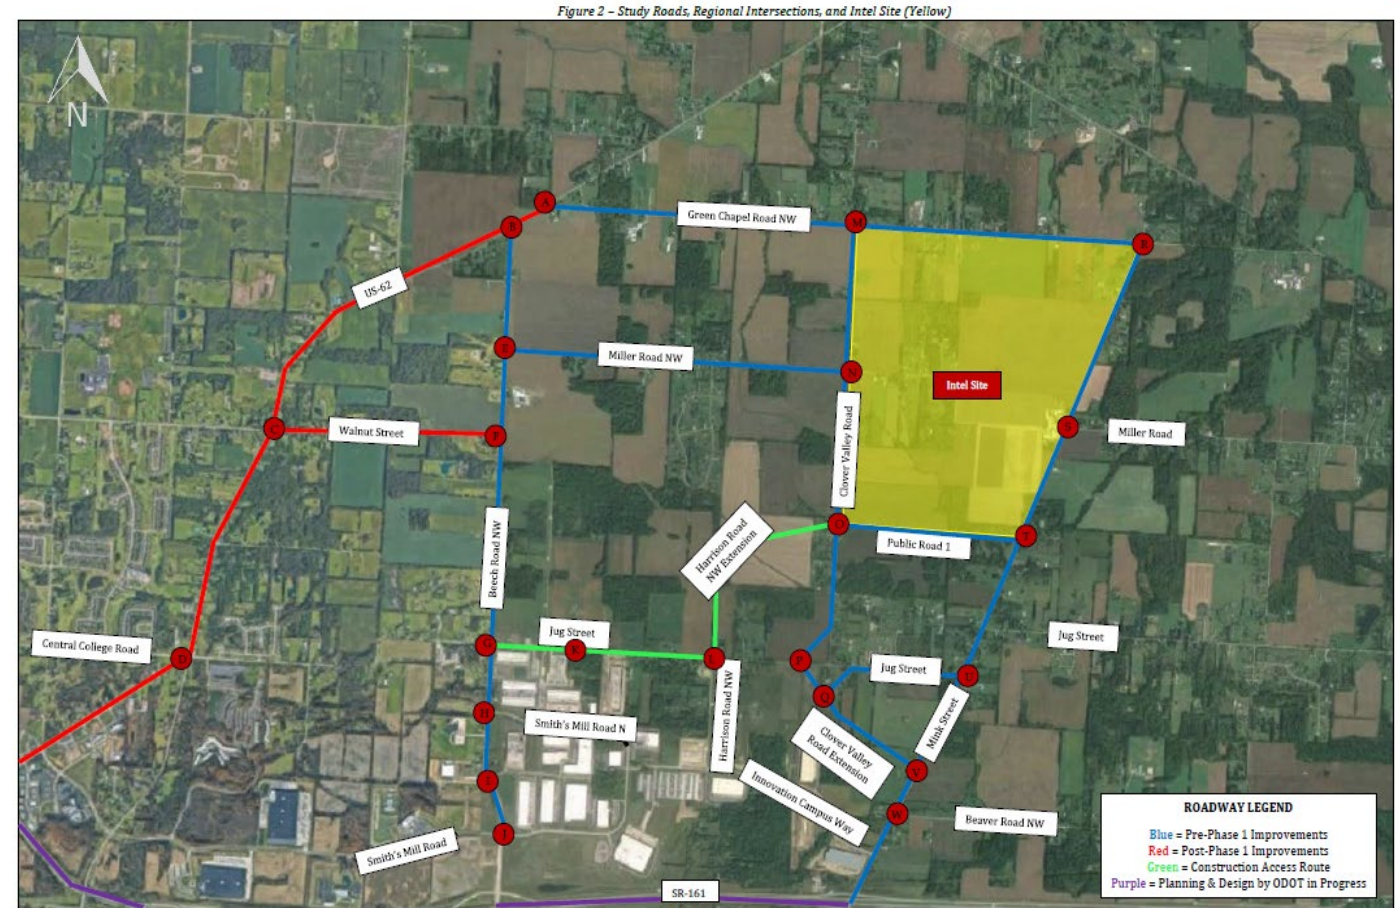 Figure 2 – Study Roads, Regional Intersections, and Intel Site (Yellow)
N
A
Green Chapel Road NW
M
B
R
US-62
E
Miller Road NW
N
Intel Site
C
Walnut Street
F
Clover Valley Road
S
Miller Road
Harrison Road
NW Extension
O
Public Road 1
T
Beech Road NW
Central College Road
D
G
Jug Street
K
L
P
Jug Street
U
Jug Street
Q
Harrison Road NW
H
Smith's Mill Road N
Mink Street
Clover Valley
Road Extension
I
V
Innovation Campus Way
W
Beaver Road NW
Smith's Mill Road
SR-161
ROADWAY LEGEND
Blue = Pre-Phase 1 Improvements
Red = Post-Phase 1 Improvements
Green = Construction Access Route
Purple = Planning & Design by ODOT in Progress